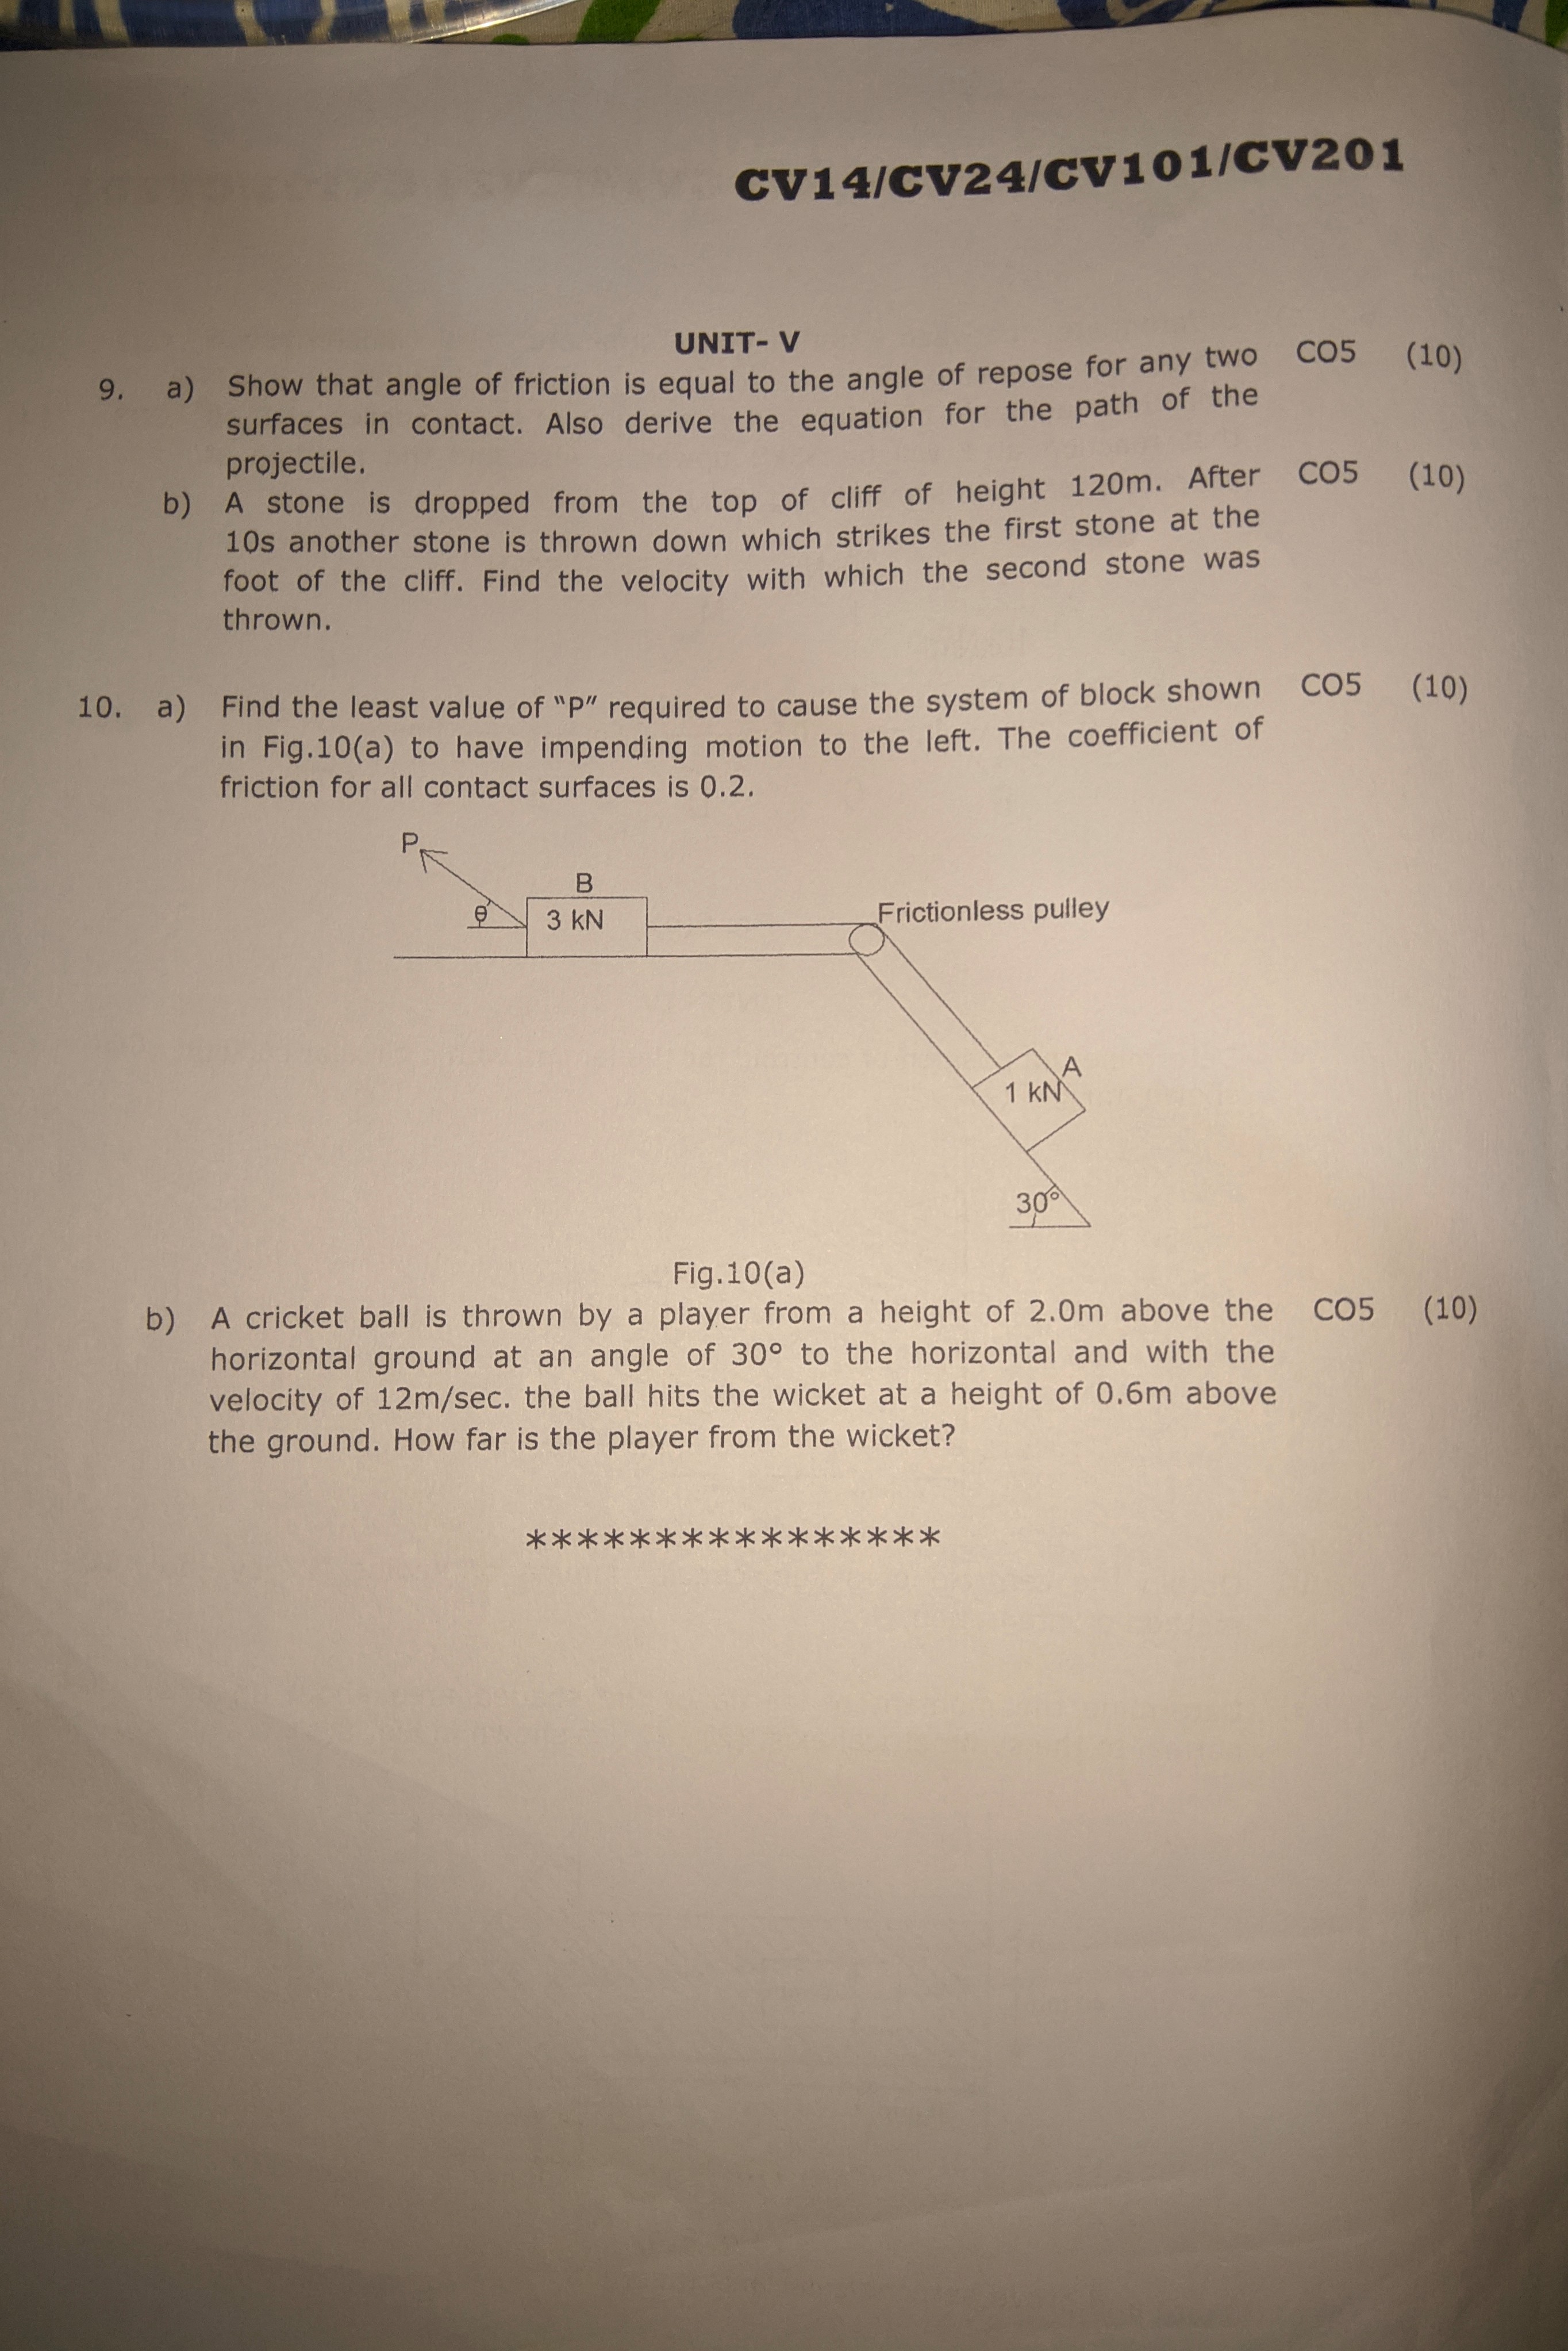 CV14/CV24/CV101/CV201
UNIT- V
9. a) Show that angle of friction is equal to the angle of repose for any two CO5 (10)
surfaces in contact. Also derive the equation for the path of the
projectile.
b) A stone is dropped from the top of cliff of height 120m. After CO5 (10)
10s another stone is thrown down which strikes the first stone at the
foot of the cliff. Find the velocity with which the second stone was
thrown.
10. a) Find the least value of “P” required to cause the system of block shown CO5 (10)
in Fig.10(a) to have impending motion to the left. The coefficient of
friction for all contact surfaces is 0.2.
P
B
θ 3 kN
Frictionless pulley
A
1 kN
30°
Fig.10(a)
b) A cricket ball is thrown by a player from a height of 2.0m above the CO5 (10)
horizontal ground at an angle of 30° to the horizontal and with the
velocity of 12m/sec. the ball hits the wicket at a height of 0.6m above
the ground. How far is the player from the wicket?
****************